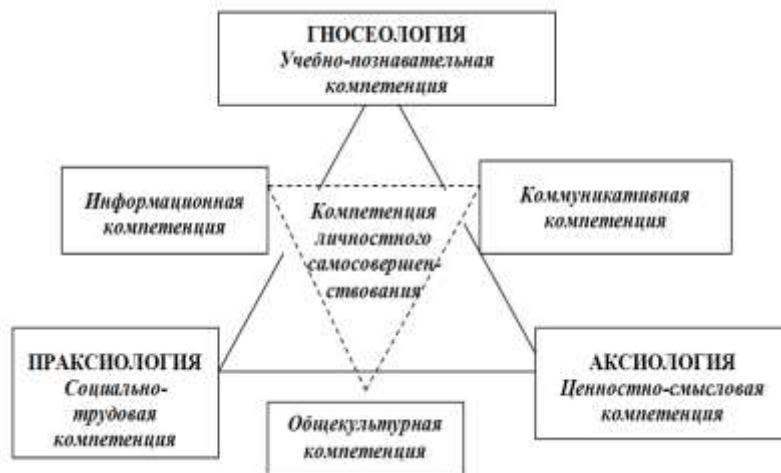 ГНОСЕОЛОГИЯ
Учебно-познавательная
компетенция
Информационная
компетенция
Коммуникативная
компетенция
Компетенция
личностного
самосовершен-
ствования
ПРАКСИОЛОГИЯ
Социально-
трудовая
компетенция
АКСИОЛОГИЯ
Ценностно-смысловая
компетенция
Общекультурная
компетенция